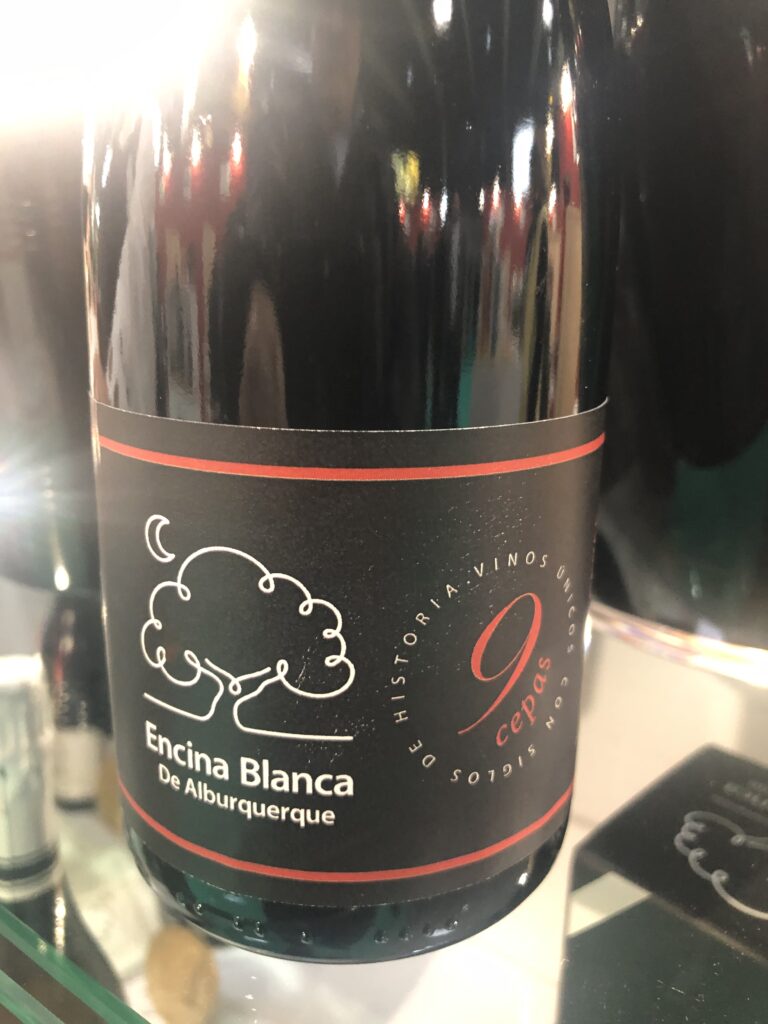 Encina Blanca
De Alburquerque
VINOS ÚNICOS CON SIGLOS DE HISTORIA.
9
cepas